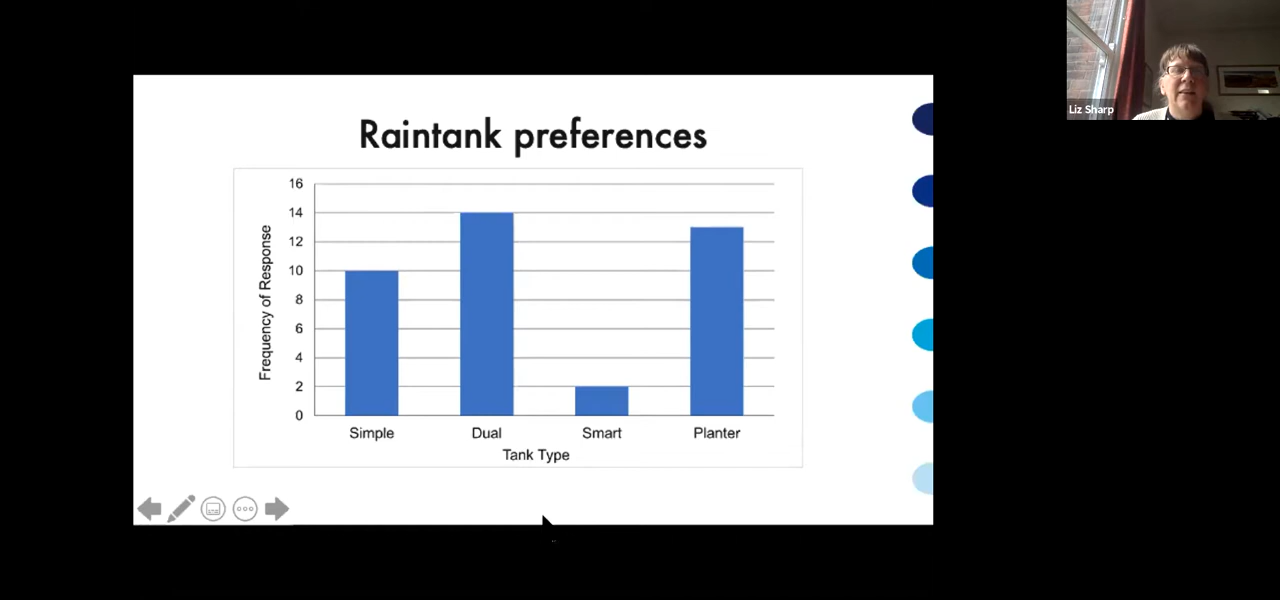 Raintank preferences
16
14
12
10
8
6
4
2
0
Frequency of Response
Simple Dual Smart Planter
Tank Type
Liz Sharp